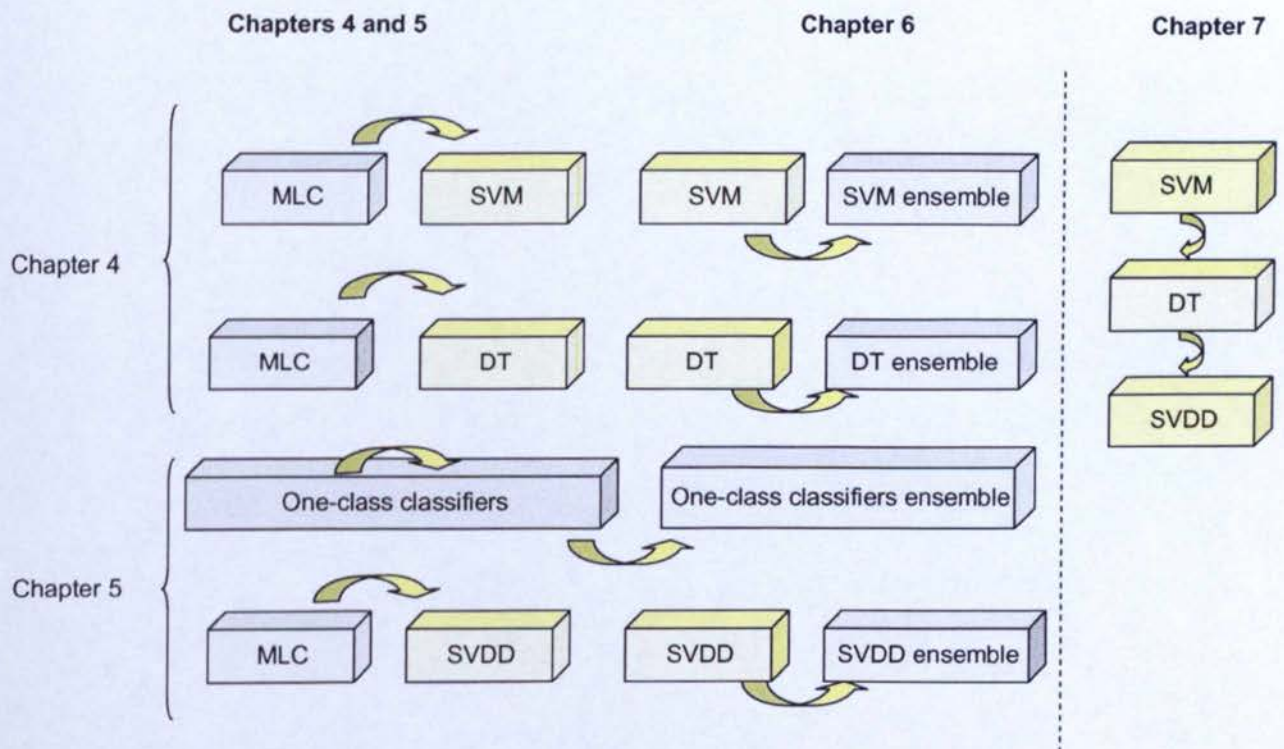 Chapters 4 and 5
Chapter 6
Chapter 7
Chapter 4
MLC
SVM
SVM
SVM ensemble
MLC
DT
DT
DT ensemble
Chapter 5
One-class classifiers
One-class classifiers ensemble
MLC
SVDD
SVDD
SVDD ensemble
SVM
DT
SVDD